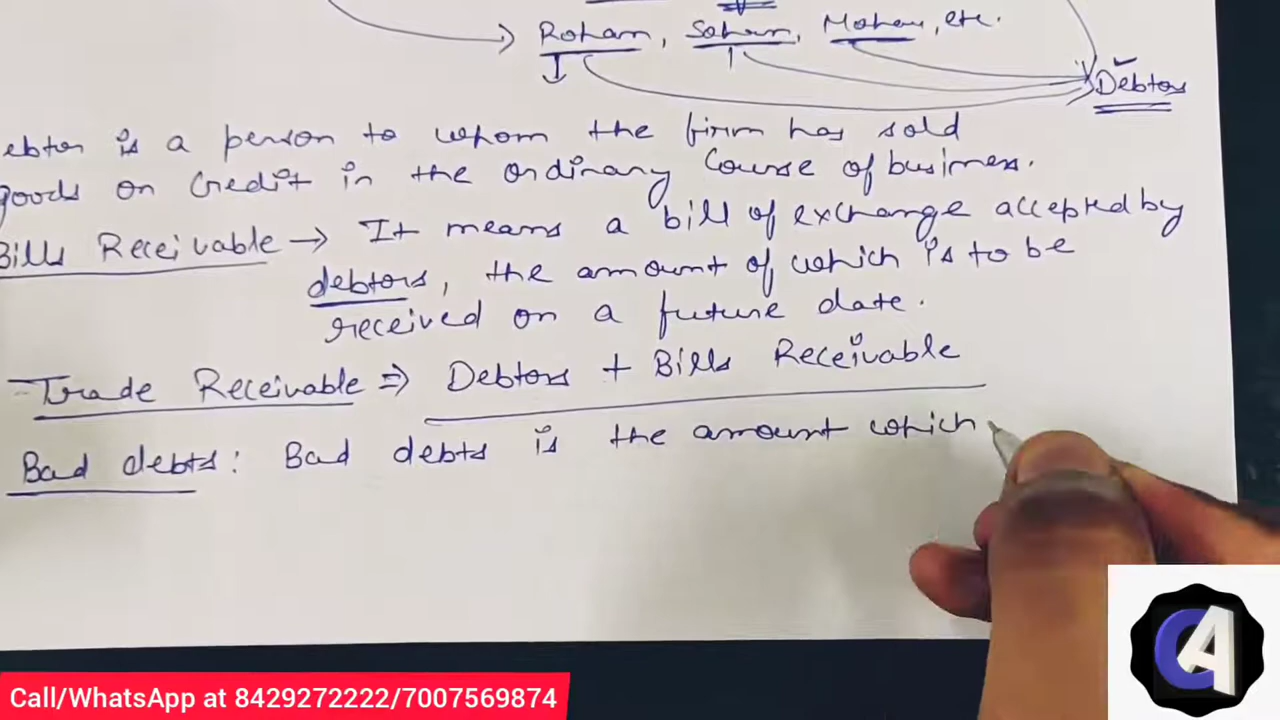 Rohan, Sohan, Mohan, etc.
Debtors
ebtor is a person to whom the firm has sold
goods on credit in the ordinary course of business.
Bills Receivable → It means a bill of exchange accepted by
debtors, the amount of which is to be
received on a future date.
Trade Receivable ⇒ Debtors + Bills Receivable
Bad debts: Bad debts is the amount which
CA
Call/WhatsApp at 8429272222/7007569874